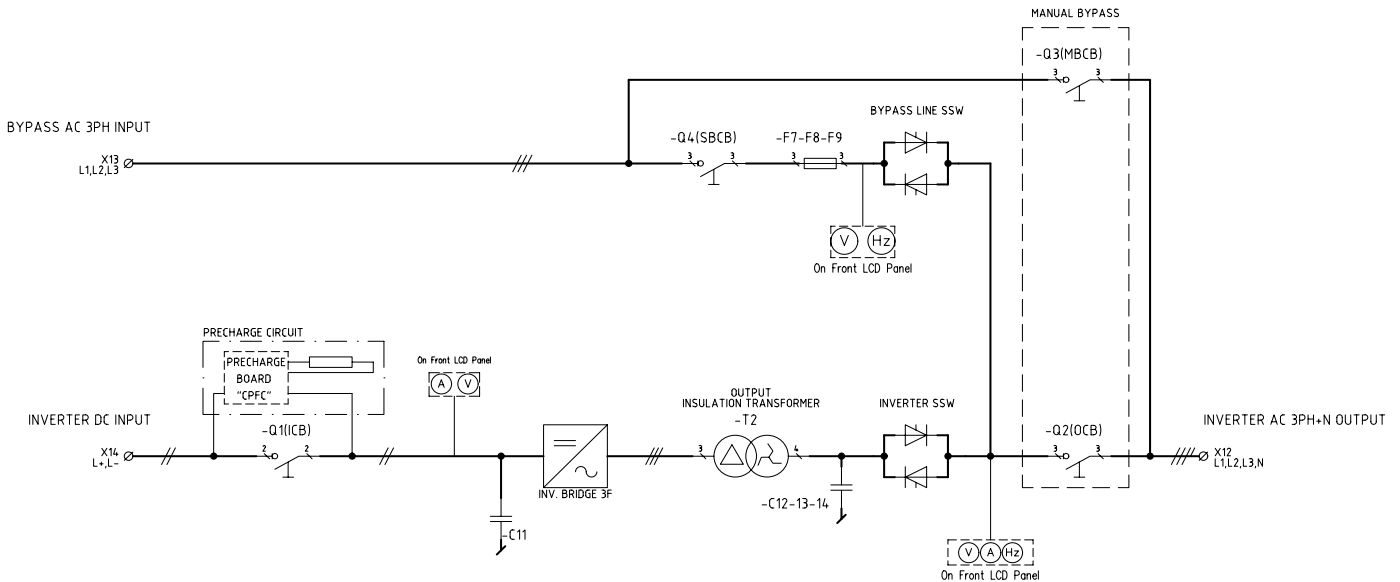 MANUAL BYPASS
-Q3(MBCB)
3 3
BYPASS LINE SSW
BYPASS AC 3PH INPUT
-Q4(SBCB)
-F7-F8-F9
X13
L1,L2,L3
3 3 3 3
V Hz
On Front LCD Panel
PRECHARGE CIRCUIT
PRECHARGE
BOARD
"CPFC"
On Front LCD Panel
A V
OUTPUT
INSULATION TRANSFORMER
-T2
INVERTER SSW
INVERTER DC INPUT
-Q1(ICB)
-Q2(OCB)
INVERTER AC 3PH+N OUTPUT
X14
L+,L-
2 2
3 4
3 3
X12
L1,L2,L3,N
INV. BRIDGE 3F
-C11
-C12-13-14
V A Hz
On Front LCD Panel